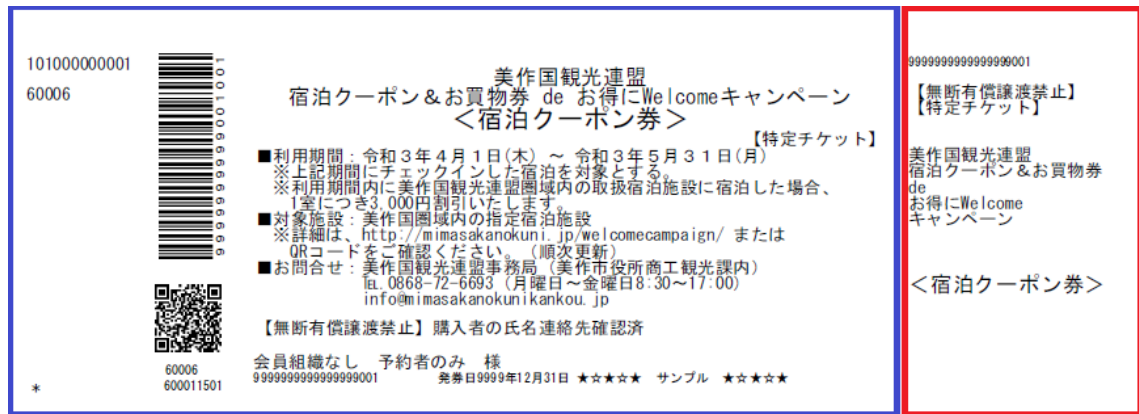 101000000001
60006
美作国観光連盟
宿泊クーポン&お買物券 de お得にWelcomeキャンペーン
<宿泊クーポン券>
【特定チケット】
■利用期間：令和3年4月1日(木) ～ 令和3年5月31日(月)
※上記期間にチェックインした宿泊を対象とする。
※利用期間内に美作国観光連盟圏域内の取扱宿泊施設に宿泊した場合、
1室につき3,000円割引いたします。
■対象施設：美作国圏域内の指定宿泊施設
※詳細は、http://mimasakanokuni.jp/welcomecampaign/ または
QRコードをご確認ください。（順次更新）
■お問合せ：美作国観光連盟事務局（美作市役所商工観光課内）
℡.0868-72-6693（月曜日～金曜日8:30～17:00）
info@mimasakanokunikankou.jp
【無断有償譲渡禁止】購入者の氏名連絡先確認済
会員組織なし 予約者のみ 様
9999999999999999001 発券日9999年12月31日 ★☆★☆★ サンプル ★☆★☆★
60006
600011501
*
9999999999999999001
【無断有償譲渡禁止】
【特定チケット】
美作国観光連盟
宿泊クーポン&お買物券
de
お得にWelcome
キャンペーン
<宿泊クーポン券>